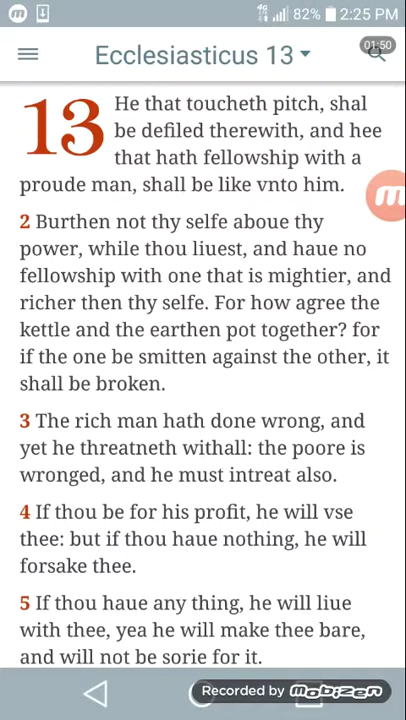 4G 82% 2:25 PM
Ecclesiasticus 13
01:50
13 He that toucheth pitch, shal
be defiled therewith, and hee
that hath fellowship with a
proude man, shall be like vnto him.
2 Burthen not thy selfe aboue thy
power, while thou liuest, and haue no
fellowship with one that is mightier, and
richer then thy selfe. For how agree the
kettle and the earthen pot together? for
if the one be smitten against the other, it
shall be broken.
3 The rich man hath done wrong, and
yet he threatneth withall: the poore is
wronged, and he must intreat also.
4 If thou be for his profit, he will vse
thee: but if thou haue nothing, he will
forsake thee.
5 If thou haue any thing, he will liue
with thee, yea he will make thee bare,
and will not be sorie for it.
Recorded by mobizen